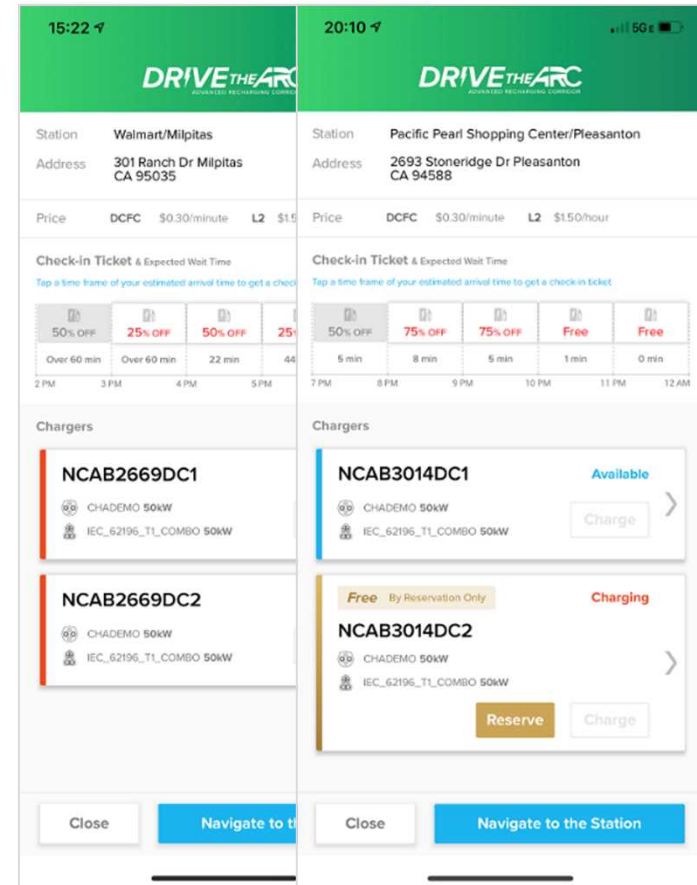 15:22
DRIVE THE ARC
Station Walmart/Milpitas
Address 301 Ranch Dr Milpitas
CA 95035
Price DCFC $0.30/minute L2 $1.5
Check-in Ticket & Expected Wait Time
Tap a time frame of your estimated arrival time to get a chec
50% OFF 25% OFF 50% OFF 25
Over 60 min Over 60 min 22 min 44
2 PM 3 PM 4 PM 5 PM
Chargers
NCAB2669DC1
CHADEMO 50kW
IEC_62196_T1_COMBO 50kW
NCAB2669DC2
CHADEMO 50kW
IEC_62196_T1_COMBO 50kW
Close Navigate to t
20:10 5GE
DRIVE THE ARC
ADVANCED RECHARGING CORRIDOR
Station Pacific Pearl Shopping Center/Pleasanton
Address 2693 Stoneridge Dr Pleasanton
CA 94588
Price DCFC $0.30/minute L2 $1.50/hour
Check-in Ticket & Expected Wait Time
Tap a time frame of your estimated arrival time to get a check-in ticket
50% OFF 75% OFF 75% OFF Free Free
5 min 8 min 5 min 1 min 0 min
7 PM 8 PM 9 PM 10 PM 11 PM 12 AM
Chargers
NCAB3014DC1 Available
CHADEMO 50kW
IEC_62196_T1_COMBO 50kW
Charge
Free By Reservation Only Charging
NCAB3014DC2
CHADEMO 50kW
IEC_62196_T1_COMBO 50kW
Reserve Charge
Close Navigate to the Station